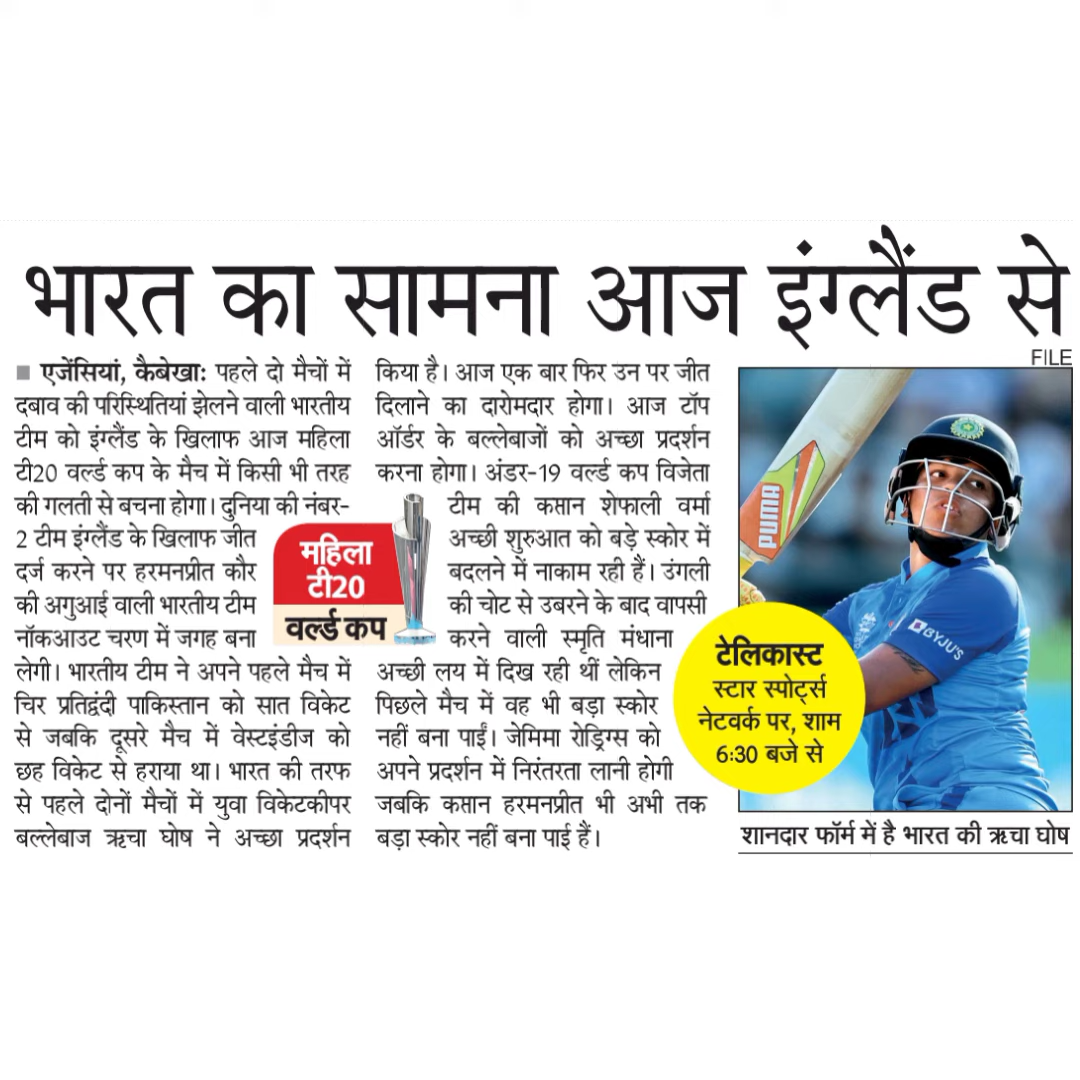 भारत का सामना आज इंग्लैंड से
■ एजेंसियां, कैबेखाः पहले दो मैचों में
दबाव की परिस्थितियां झेलने वाली भारतीय
टीम को इंग्लैंड के खिलाफ आज महिला
टी20 वर्ल्ड कप के मैच में किसी भी तरह
की गलती से बचना होगा। दुनिया की नंबर-
2 टीम इंग्लैंड के खिलाफ जीत
दर्ज करने पर हरमनप्रीत कौर
की अगुआई वाली भारतीय टीम
नॉकआउट चरण में जगह बना
लेगी। भारतीय टीम ने अपने पहले मैच में
चिर प्रतिद्वंदी पाकिस्तान को सात विकेट
से जबकि दूसरे मैच में वेस्टइंडीज को
छह विकेट से हराया था। भारत की तरफ
से पहले दोनों मैचों में युवा विकेटकीपर
बल्लेबाज ऋचा घोष ने अच्छा प्रदर्शन
महिला
टी20
वर्ल्ड कप
किया है। आज एक बार फिर उन पर जीत
दिलाने का दारोमदार होगा। आज टॉप
ऑर्डर के बल्लेबाजों को अच्छा प्रदर्शन
करना होगा। अंडर-19 वर्ल्ड कप विजेता
टीम की कप्तान शेफाली वर्मा
अच्छी शुरुआत को बड़े स्कोर में
बदलने में नाकाम रही हैं। उंगली
की चोट से उबरने के बाद वापसी
करने वाली स्मृति मंधाना
अच्छी लय में दिख रही थीं लेकिन
पिछले मैच में वह भी बड़ा स्कोर
नहीं बना पाईं। जेमिमा रोड्रिग्स को
अपने प्रदर्शन में निरंतरता लानी होगी
जबकि कप्तान हरमनप्रीत भी अभी तक
बड़ा स्कोर नहीं बना पाई हैं।
FILE
PUMA
BYJU'S
टेलिकास्ट
स्टार स्पोर्ट्स
नेटवर्क पर, शाम
6:30 बजे से
शानदार फॉर्म में है भारत की ऋचा घोष